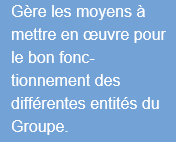 Gère les moyens à
mettre en œuvre pour
le bon fonc-
tionnement des
différentes entités du
Groupe.